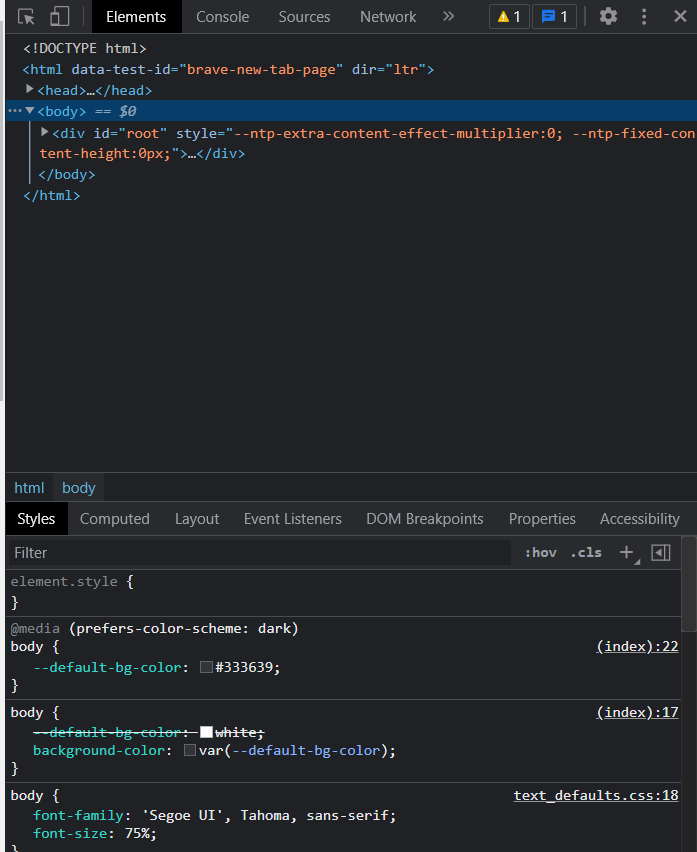 Elements Console Sources Network » 1 1
<!DOCTYPE html>
<html data-test-id="brave-new-tab-page" dir="ltr">
<head>…</head>
… <body> == $0
<div id="root" style="--ntp-extra-content-effect-multiplier:0; --ntp-fixed-con
tent-height:0px;">…</div>
</body>
</html>
html body
Styles Computed Layout Event Listeners DOM Breakpoints Properties Accessibility
Filter :hov .cls +
element.style {
}
@media (prefers-color-scheme: dark)
body { (index):22
--default-bg-color: #333639;
}
body { (index):17
--default-bg-color: white;
background-color: var(--default-bg-color);
}
body { text_defaults.css:18
font-family: 'Segoe UI', Tahoma, sans-serif;
font-size: 75%;
}